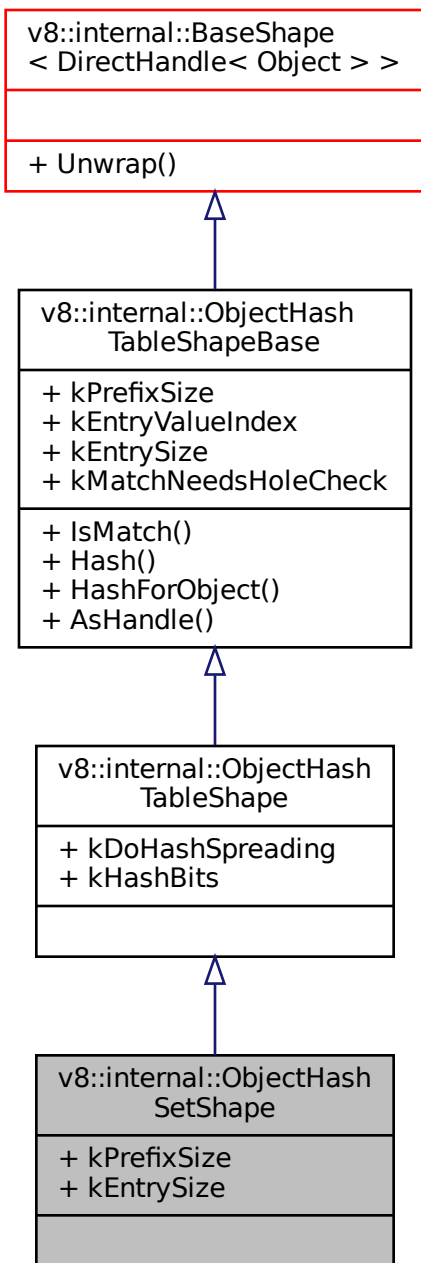 v8::internal::BaseShape
< DirectHandle< Object > >
+ Unwrap()
v8::internal::ObjectHash
TableShapeBase
+ kPrefixSize
+ kEntryValueIndex
+ kEntrySize
+ kMatchNeedsHoleCheck
+ IsMatch()
+ Hash()
+ HashForObject()
+ AsHandle()
v8::internal::ObjectHash
TableShape
+ kDoHashSpreading
+ kHashBits
v8::internal::ObjectHash
SetShape
+ kPrefixSize
+ kEntrySize